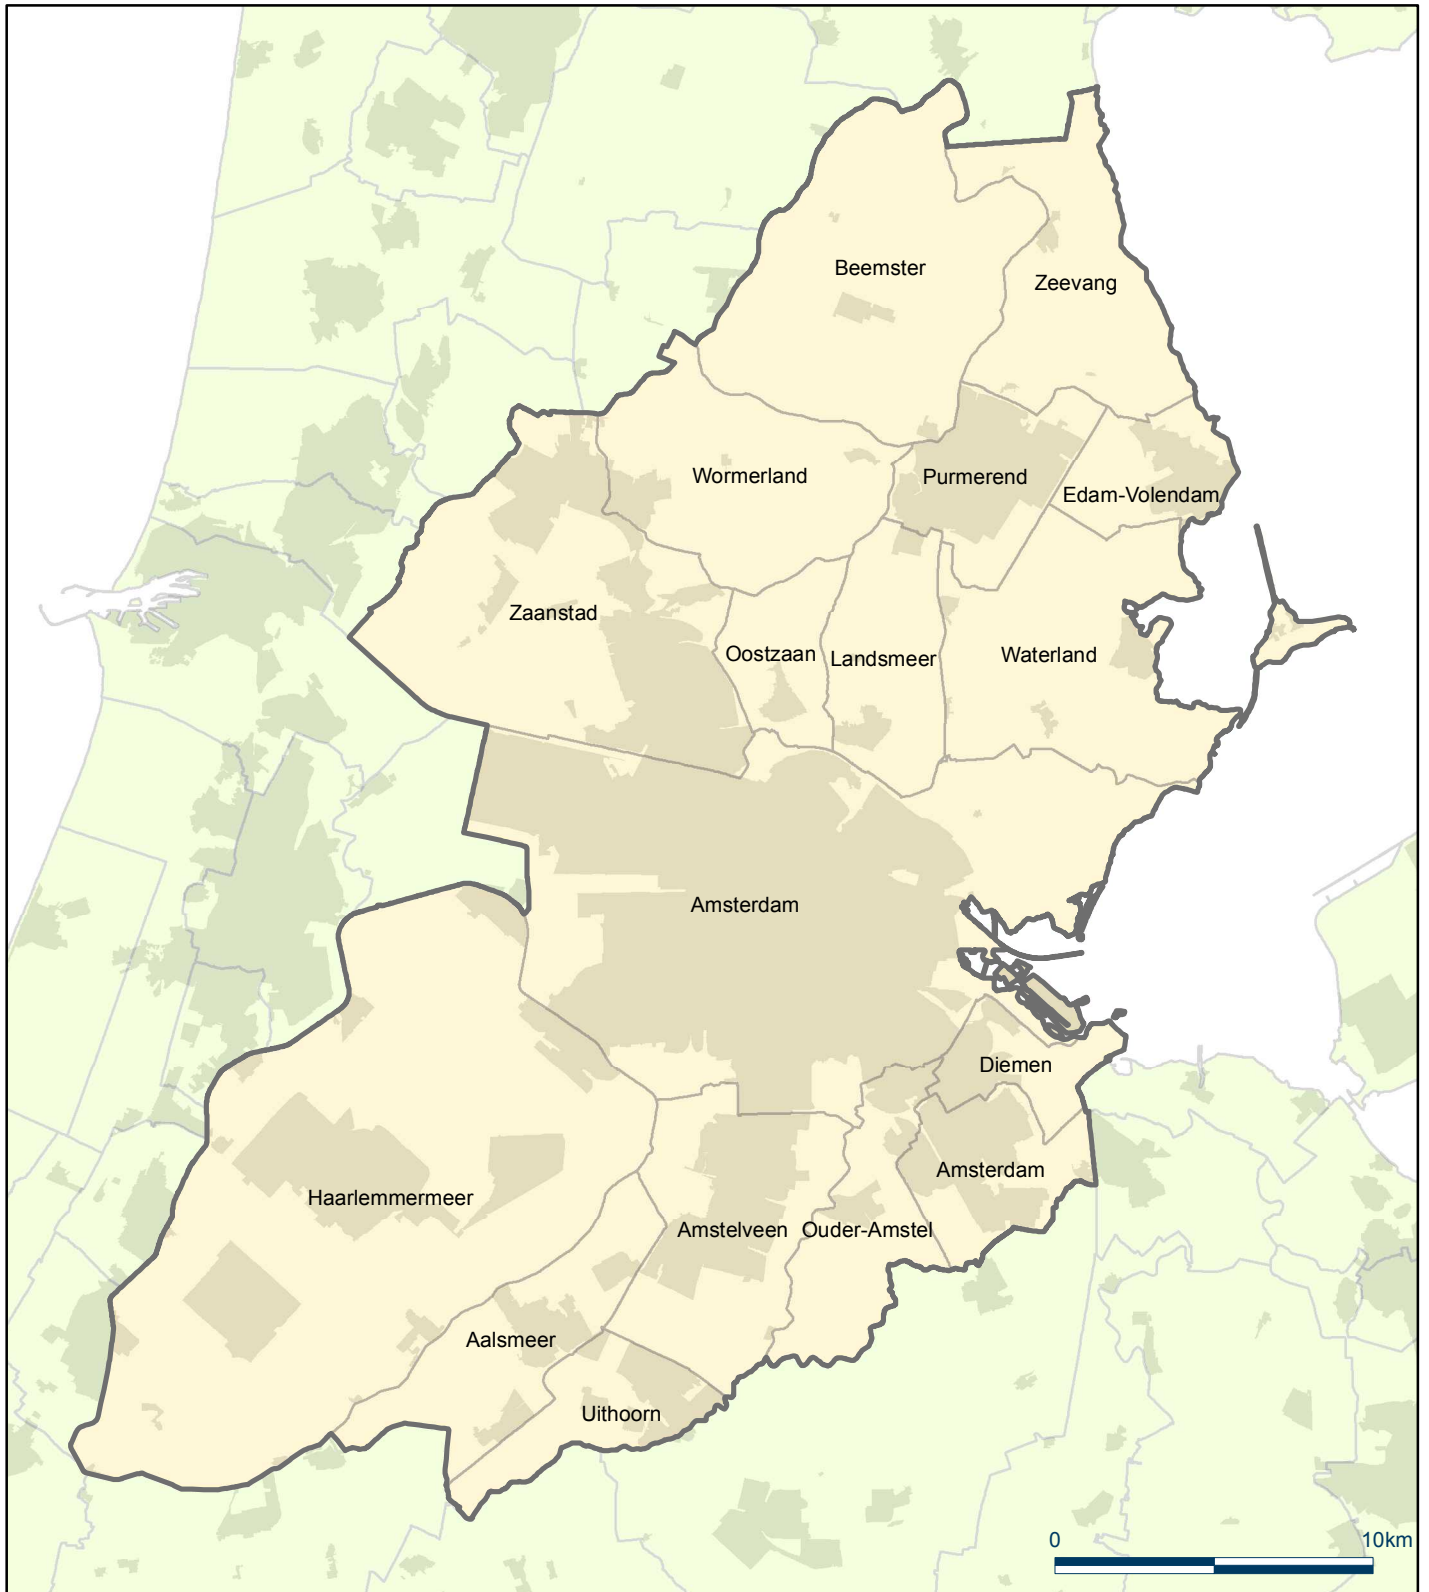 Beemster
Zeevang
Wormerland
Purmerend
Edam-Volendam
Zaanstad
Oostzaan
Landsmeer
Waterland
Amsterdam
Diemen
Amsterdam
Haarlemmermeer
Amstelveen
Ouder-Amstel
Aalsmeer
Uithoorn
0 10km